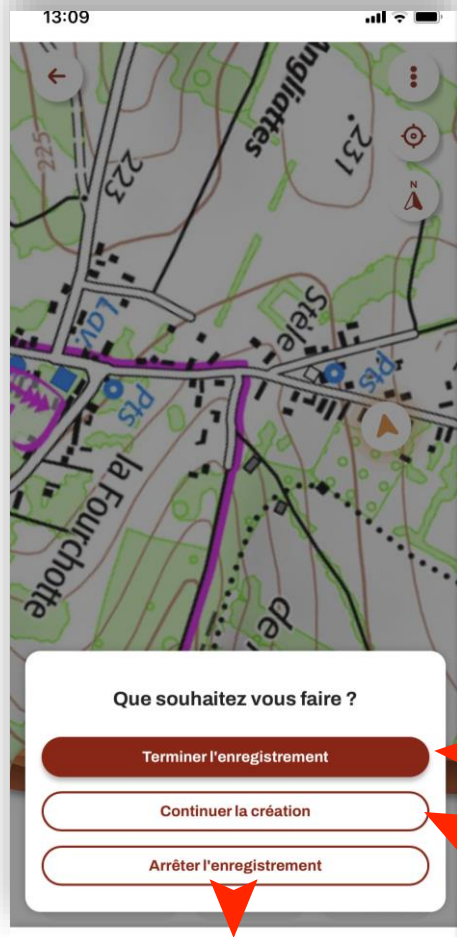 13:09
Angliattes
225
223
231
N
Lav.
Stèle
Pts
Pts
la Fourchotte
de
Que souhaitez vous faire ?
Terminer l'enregistrement
Continuer la création
Arrêter l'enregistrement